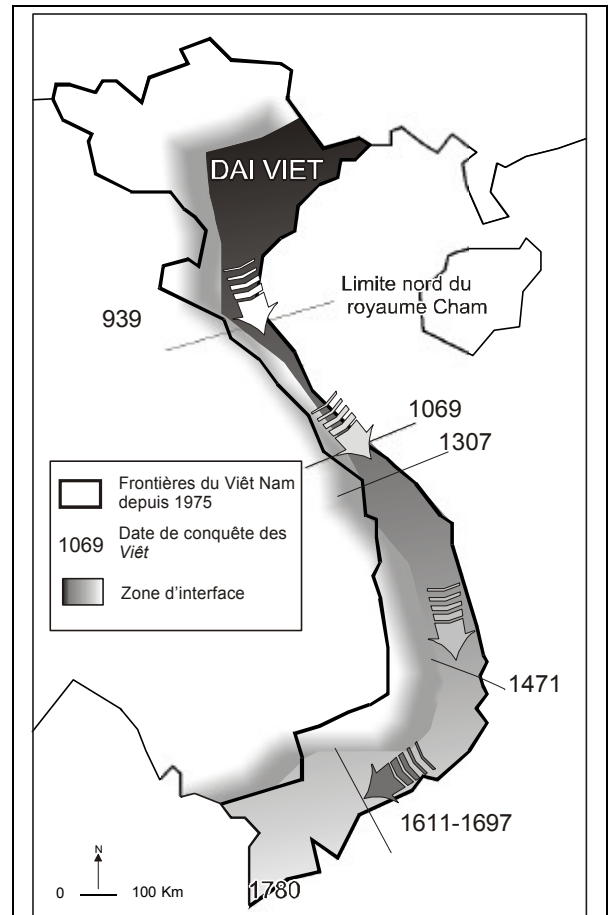 DAI VIET
Limite nord du
royaume Cham
939
1069
1307
Frontières du Viêt Nam
depuis 1975
1069
Date de conquête des
Viêt
Zone d'interface
1471
1611-1697
N
0
100 Km
1780